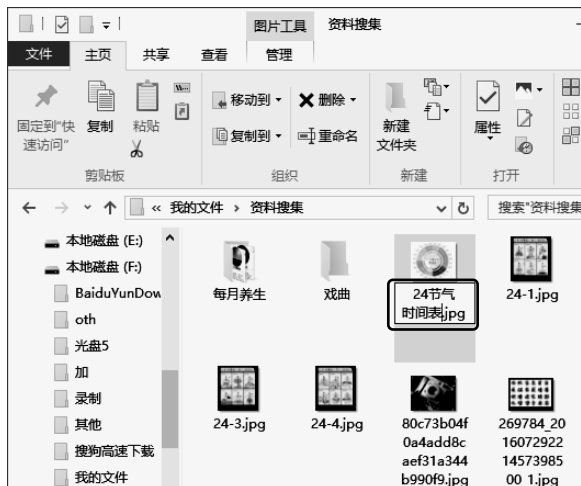 图片工具 资料搜集
文件 主页 共享 查看 管理
固定到"快
速访问"
复制
粘贴
移动到
复制到
删除
重命名
新建
文件夹
属性
剪贴板 组织 新建 打开
« 我的文件 › 资料搜集
搜索"资料搜集
本地磁盘 (E:)
本地磁盘 (F:)
BaiduYunDow
oth
光盘5
加
录制
其他
搜狗高速下载
我的文件
每月养生
戏曲
24节气
时间表.jpg
24-1.jpg
24-3.jpg
24-4.jpg
80c73b04f
0a4add8c
aef31a344
b990f9.jpg
269784_20
16072922
14573985
00 1.jpg